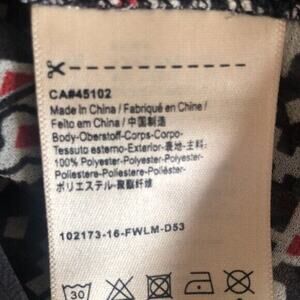 CA#45102
Made in China / Fabriqué en Chine /
Feito em China / 中国制造
Body-Oberstoff-Corps-Corpo-
Tessuto esterno-Exterior-表地-主料:
100% Polyester-Polyester-Polyester-
Poliestere-Poliestere-Poliéster-
ポリエステル-聚酯纤维
102173-16-FWLM-D53
30